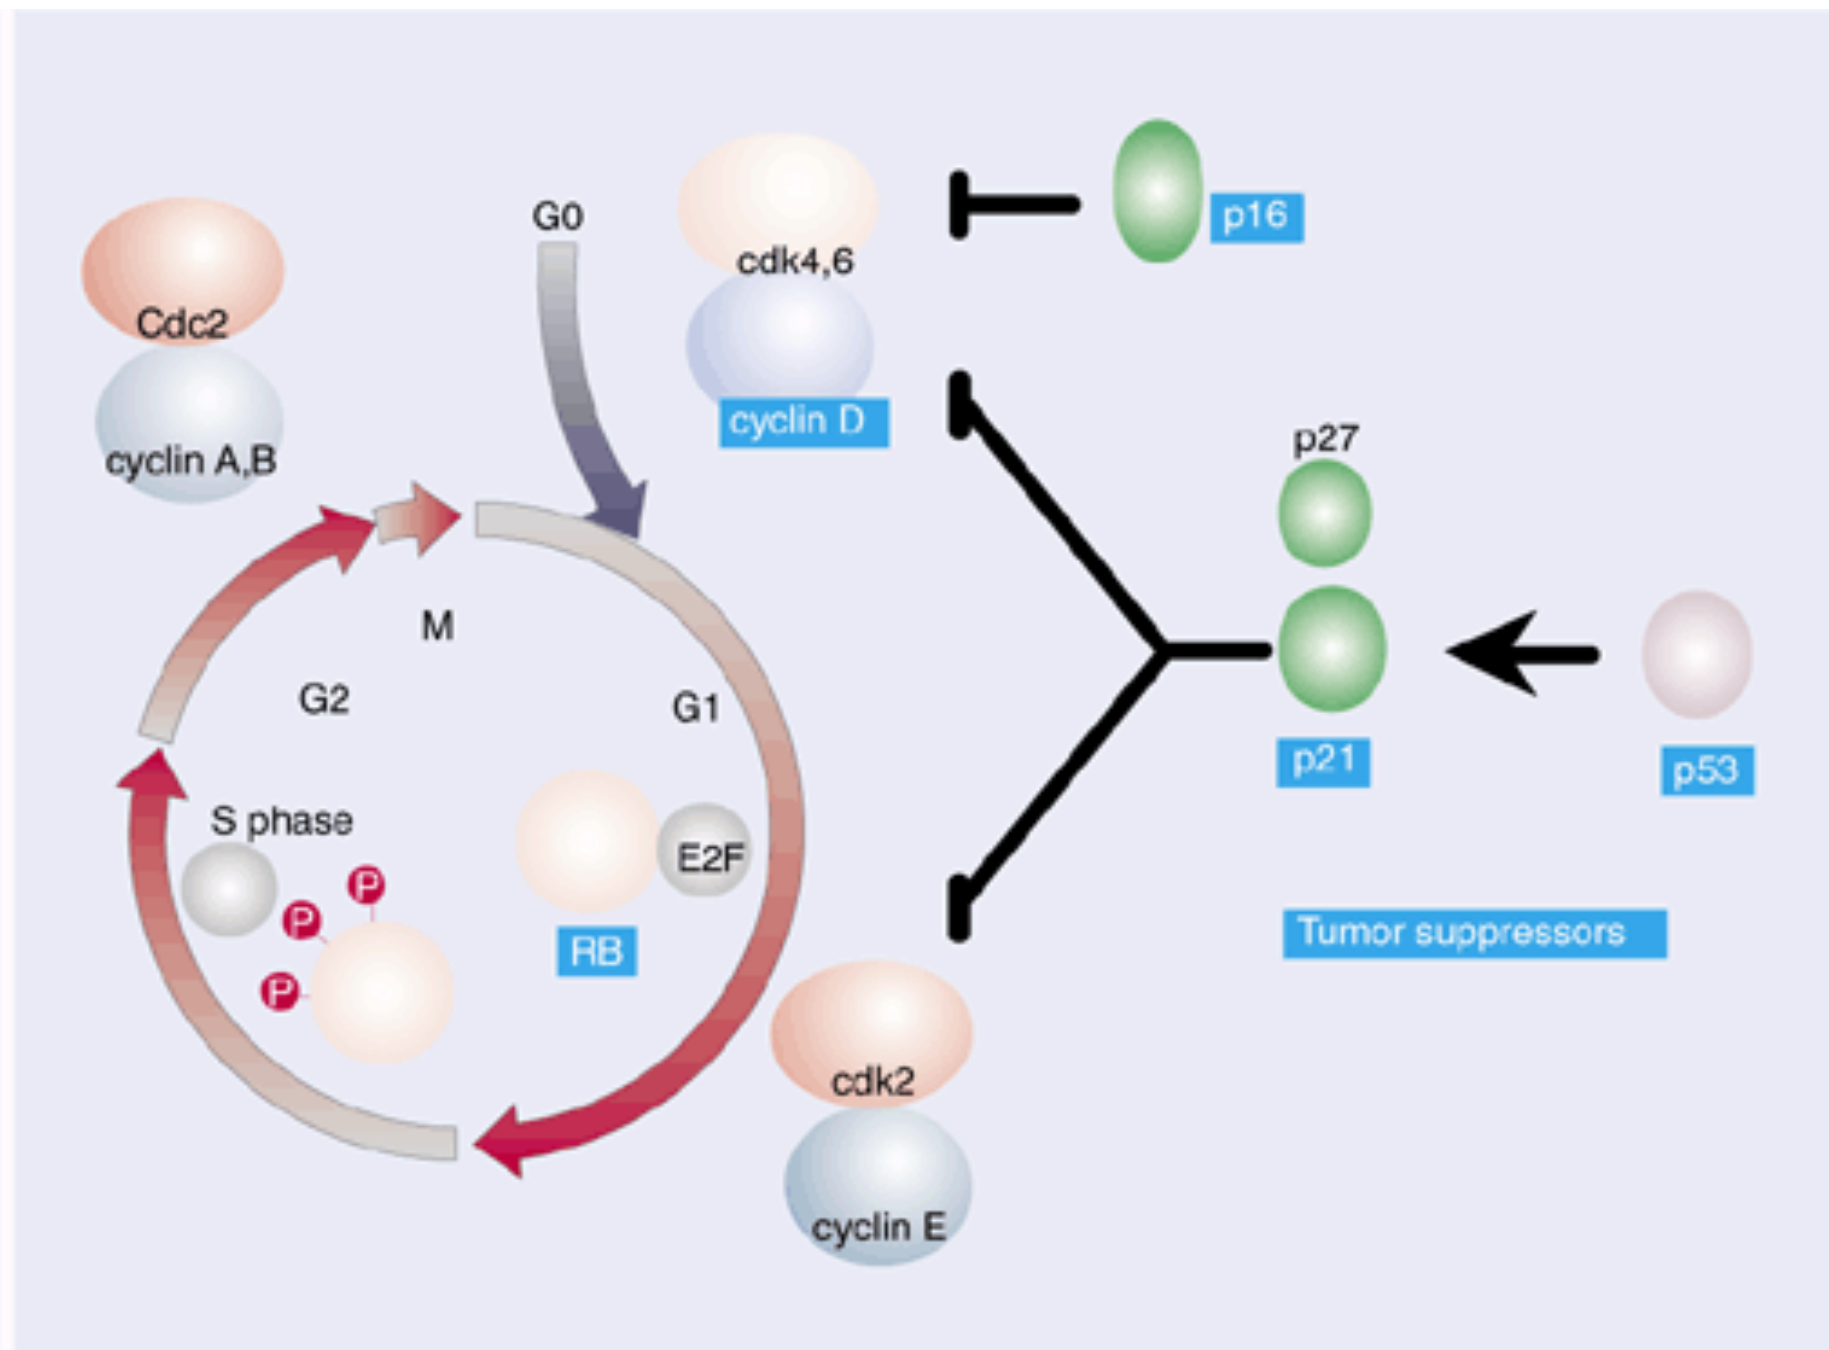 G0
cdk4,6
cyclin D
p16
Cdc2
cyclin A,B
p27
p21
p53
M
G2
G1
S phase
P
P
P
E2F
RB
Tumor suppressors
cdk2
cyclin E